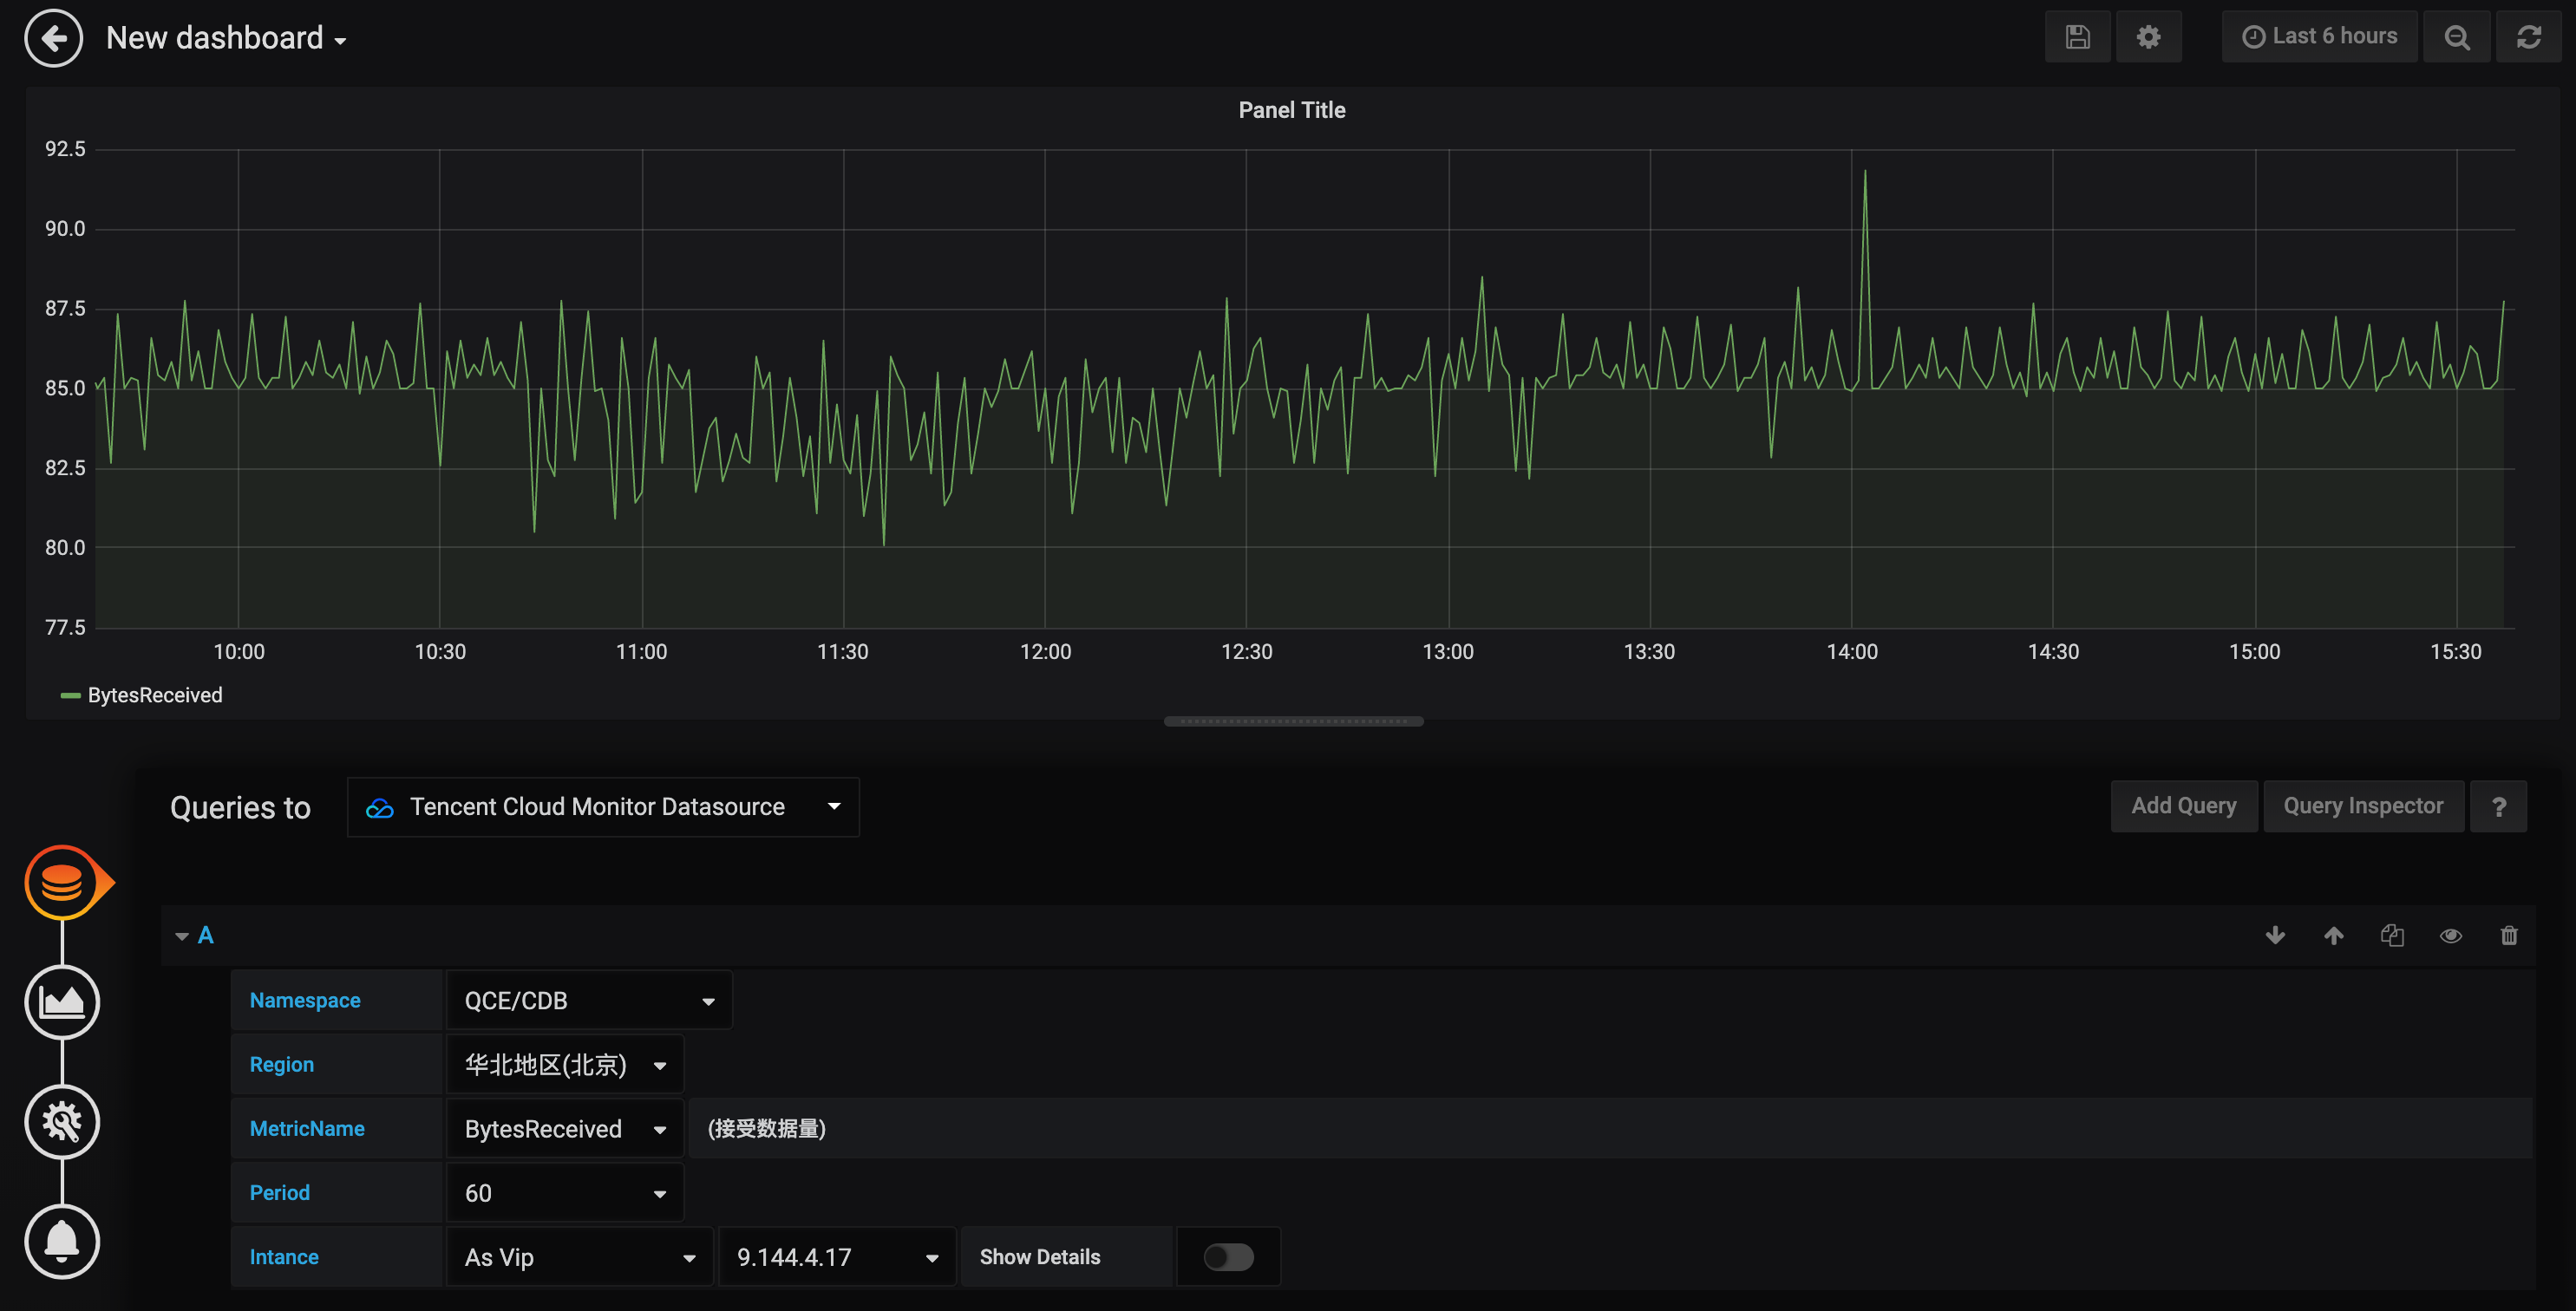 New dashboard
Last 6 hours
Panel Title
92.5
90.0
87.5
85.0
82.5
80.0
77.5
10:00 10:30 11:00 11:30 12:00 12:30 13:00 13:30 14:00 14:30 15:00 15:30
BytesReceived
Queries to Tencent Cloud Monitor Datasource Add Query Query Inspector ?
A
Namespace QCE/CDB
Region 华北地区(北京)
MetricName BytesReceived (接受数据量)
Period 60
Intance As Vip 9.144.4.17 Show Details